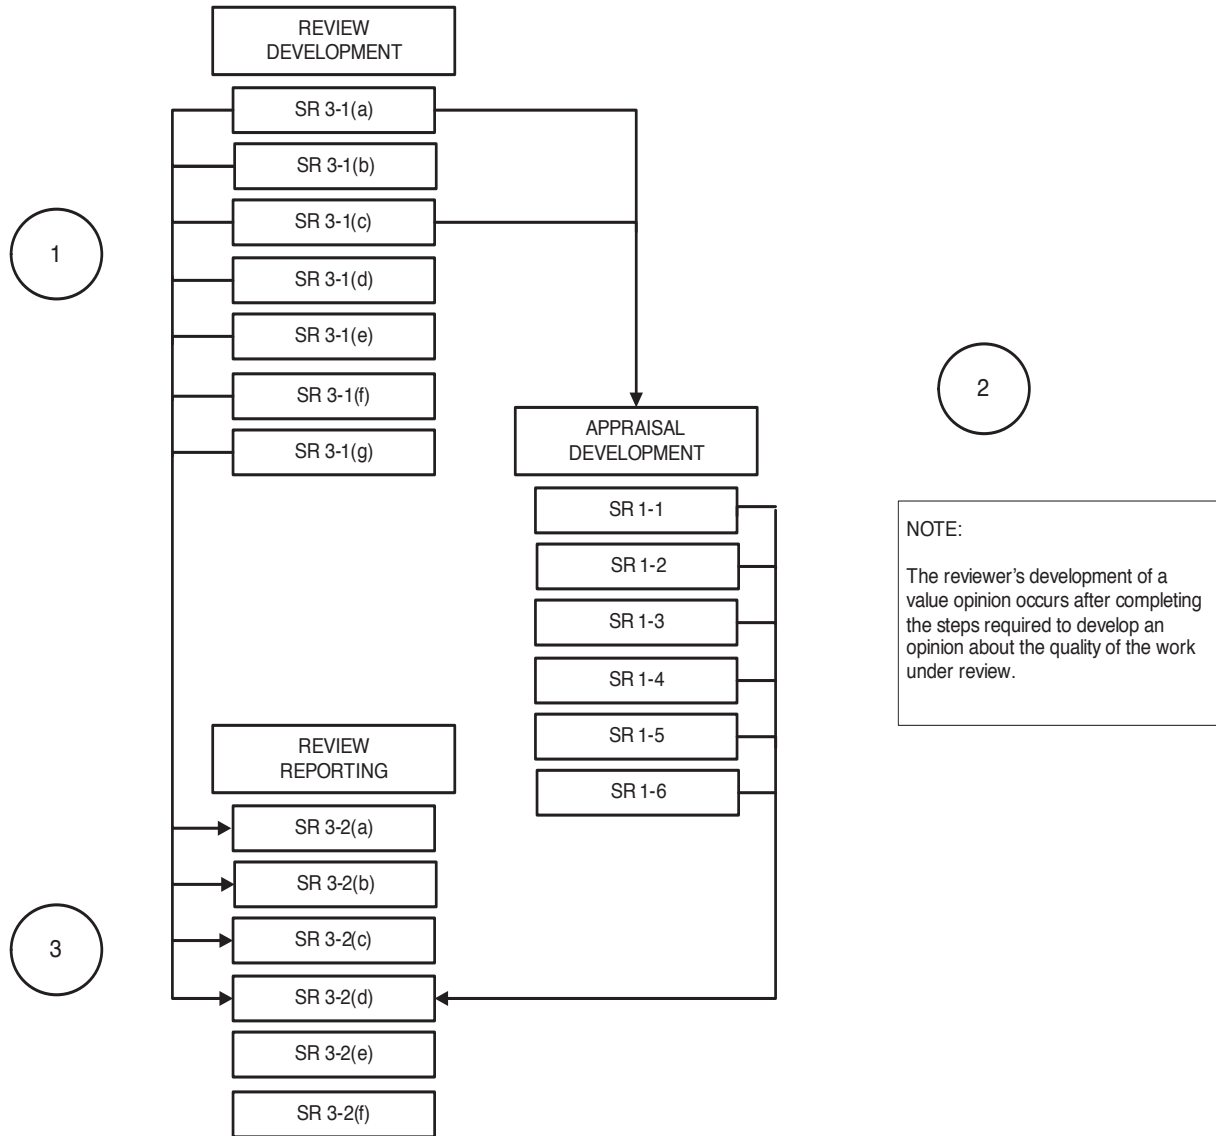 REVIEW
DEVELOPMENT
SR 3-1(a)
SR 3-1(b)
SR 3-1(c)
SR 3-1(d)
SR 3-1(e)
SR 3-1(f)
SR 3-1(g)
1
2
APPRAISAL
DEVELOPMENT
SR 1-1
SR 1-2
SR 1-3
SR 1-4
SR 1-5
SR 1-6
NOTE:
The reviewer's development of a
value opinion occurs after completing
the steps required to develop an
opinion about the quality of the work
under review.
REVIEW
REPORTING
SR 3-2(a)
SR 3-2(b)
SR 3-2(c)
SR 3-2(d)
SR 3-2(e)
SR 3-2(f)
3